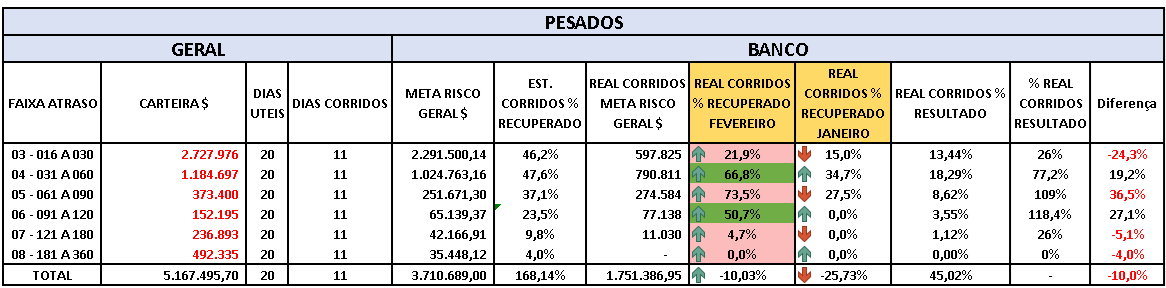 PESADOS
GERAL BANCO
FAIXA ATRASO CARTEIRA $ DIAS UTEIS DIAS CORRIDOS META RISCO GERAL $ EST. CORRIDOS % RECUPERADO REAL CORRIDOS META RISCO GERAL $ REAL CORRIDOS % RECUPERADO FEVEREIRO REAL CORRIDOS % RECUPERADO JANEIRO REAL CORRIDOS % RESULTADO % REAL CORRIDOS RESULTADO Diferença
03 - 016 A 030 2.727.976 20 11 2.291.500,14 46,2% 597.825 21,9% 15,0% 13,44% 26% -24,3%
04 - 031 A 060 1.184.697 20 11 1.024.763,16 47,6% 790.811 66,8% 34,7% 18,29% 77,2% 19,2%
05 - 061 A 090 373.400 20 11 251.671,30 37,1% 274.584 73,5% 27,5% 8,62% 109% 36,5%
06 - 091 A 120 152.195 20 11 65.139,37 23,5% 77.138 50,7% 0,0% 3,55% 118,4% 27,1%
07 - 121 A 180 236.893 20 11 42.166,91 9,8% 11.030 4,7% 0,0% 1,12% 26% -5,1%
08 - 181 A 360 492.335 20 11 35.448,12 4,0% - 0,0% 0,0% 0,00% 0% -4,0%
TOTAL 5.167.495,70 20 11 3.710.689,00 168,14% 1.751.386,95 -10,03% -25,73% 45,02% - -10,0%